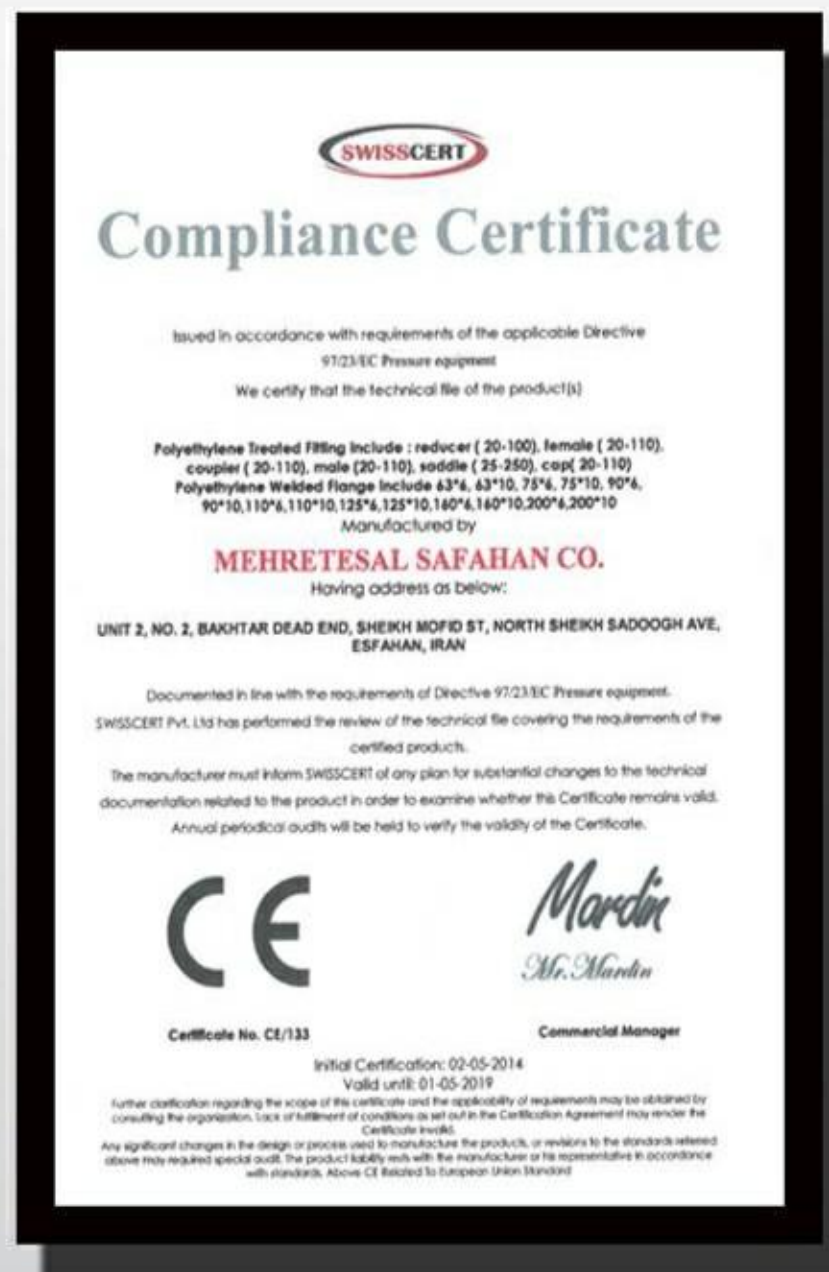 SWISSCERT
Compliance Certificate
Issued in accordance with requirements of the applicable Directive
97/23/EC Pressure equipment
We certify that the technical file of the product(s)
Polyethylene Treated Fitting Include : reducer ( 20-100), female ( 20-110),
coupler ( 20-110), male (20-110), saddle ( 25-250), cap( 20-110)
Polyethylene Welded Flange Include 63*6, 63*10, 75*6, 75*10, 90*6,
90*10,110*6,110*10,125*6,125*10,160*6,160*10,200*6,200*10
Manufactured by
MEHRETESAL SAFAHAN CO.
Having address as below:
UNIT 2, NO. 2, BAKHTAR DEAD END, SHEIKH MOFID ST, NORTH SHEIKH SADOOGH AVE,
ESFAHAN, IRAN
Documented in line with the requirements of Directive 97/23/EC Pressure equipment.
SWISSCERT Pvt. Ltd has performed the review of the technical file covering the requirements of the
certified products.
The manufacturer must inform SWISSCERT of any plan for substantial changes to the technical
documentation related to the product in order to examine whether this Certificate remains valid.
Annual periodical audits will be held to verify the validity of the Certificate.
CE
Mardin
Mr. Mardin
Certificate No. CE/133
Commercial Manager
Initial Certification: 02-05-2014
Valid until: 01-05-2019
Further clarification regarding the scope of this certificate and the applicability of requirements may be obtained by
consulting the organization. Lack of fulfillment of conditions as set out in the Certification Agreement may render the
Certificate invalid.
Any significant changes in the design or process used to manufacture the products, or revisions to the standards referred
above may required special audit. The product liability rests with the manufacturer or his representative in accordance
with standards. Above CE Related to European Union Standard